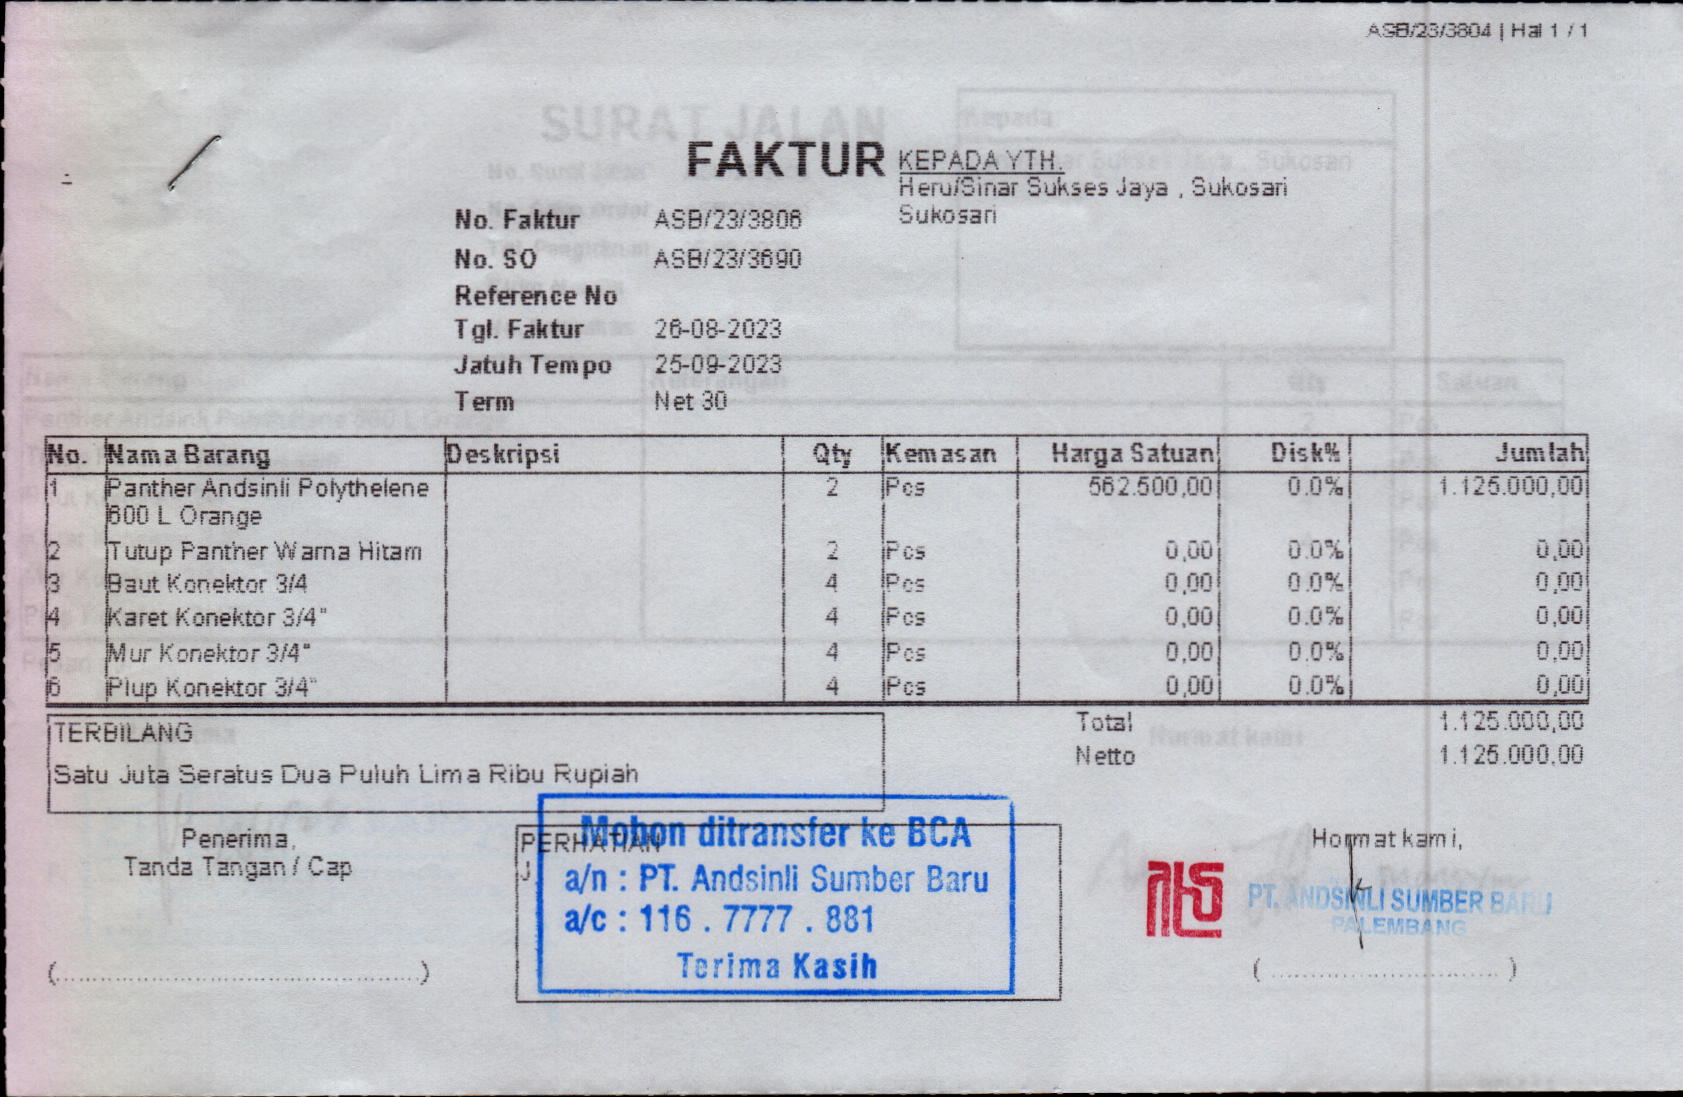 ASB/23/3804 | Hal 1 / 1
SURAT JALAN
Kepada
FAKTUR
KEPADA YTH.
Heru/Sinar Sukses Jaya , Sukosari
Sukosari
No. Faktur ASB/23/3806
No. SO ASB/23/3690
Reference No
Tgl. Faktur 26-08-2023
Jatuh Tempo 25-09-2023
Term Net 30
No. Nama Barang Deskripsi Qty Kemasan Harga Satuan Disk% Jumlah
1 Panther Andsinli Polythelene 2 Pcs 562.500,00 0.0% 1.125.000,00
600 L Orange
2 Tutup Panther Warna Hitam 2 Pcs 0,00 0.0% 0,00
3 Baut Konektor 3/4 4 Pcs 0,00 0.0% 0,00
4 Karet Konektor 3/4" 4 Pcs 0,00 0.0% 0,00
5 Mur Konektor 3/4" 4 Pcs 0,00 0.0% 0,00
6 Plup Konektor 3/4" 4 Pcs 0,00 0.0% 0,00
TERBILANG
Satu Juta Seratus Dua Puluh Lima Ribu Rupiah
Total 1.125.000,00
Netto 1.125.000,00
Penerima,
Tanda Tangan / Cap
(..........................................)
PERHATIAN
J
Mohon ditransfer ke BCA
a/n : PT. Andsinli Sumber Baru
a/c : 116 . 7777 . 881
Terima Kasih
Hormat kami,
PT. ANDSINLI SUMBER BARU
PALEMBANG
( .......................... )